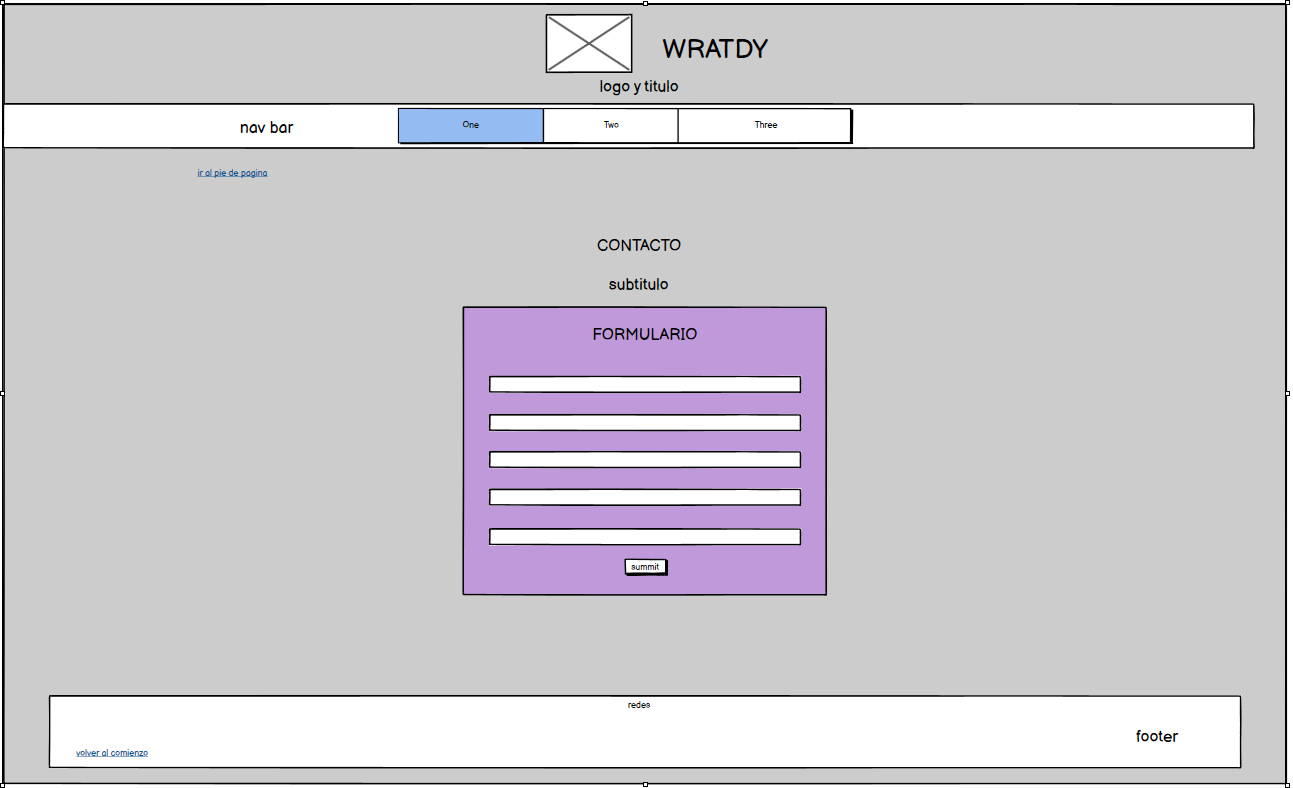 WRATDY
logo y titulo
nav bar
One
Two
Three
ir al pie de pagina
CONTACTO
subtitulo
FORMULARIO
summit
redes
footer
volver al comienzo